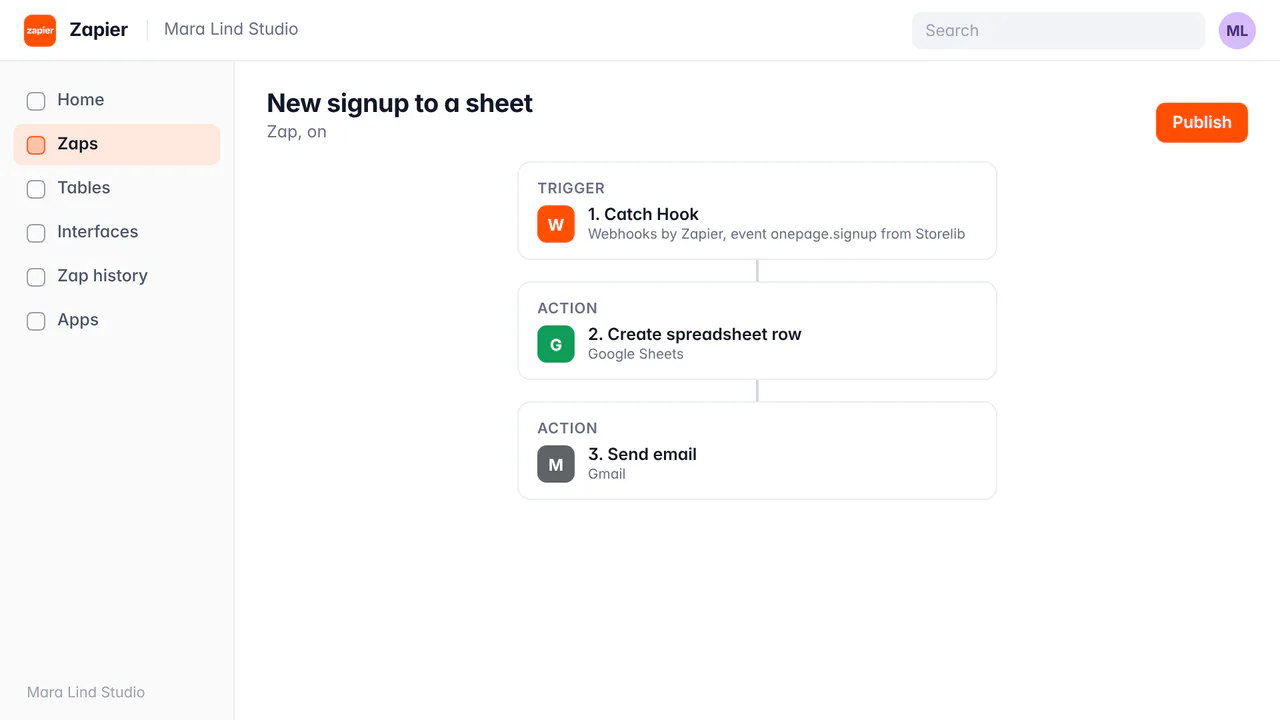 zapier
Zapier
Mara Lind Studio
Search
ML
Home
Zaps
Tables
Interfaces
Zap history
Apps
Mara Lind Studio
New signup to a sheet
Zap, on
Publish
TRIGGER
W
1. Catch Hook
Webhooks by Zapier, event onepage.signup from Storelib
ACTION
G
2. Create spreadsheet row
Google Sheets
ACTION
M
3. Send email
Gmail